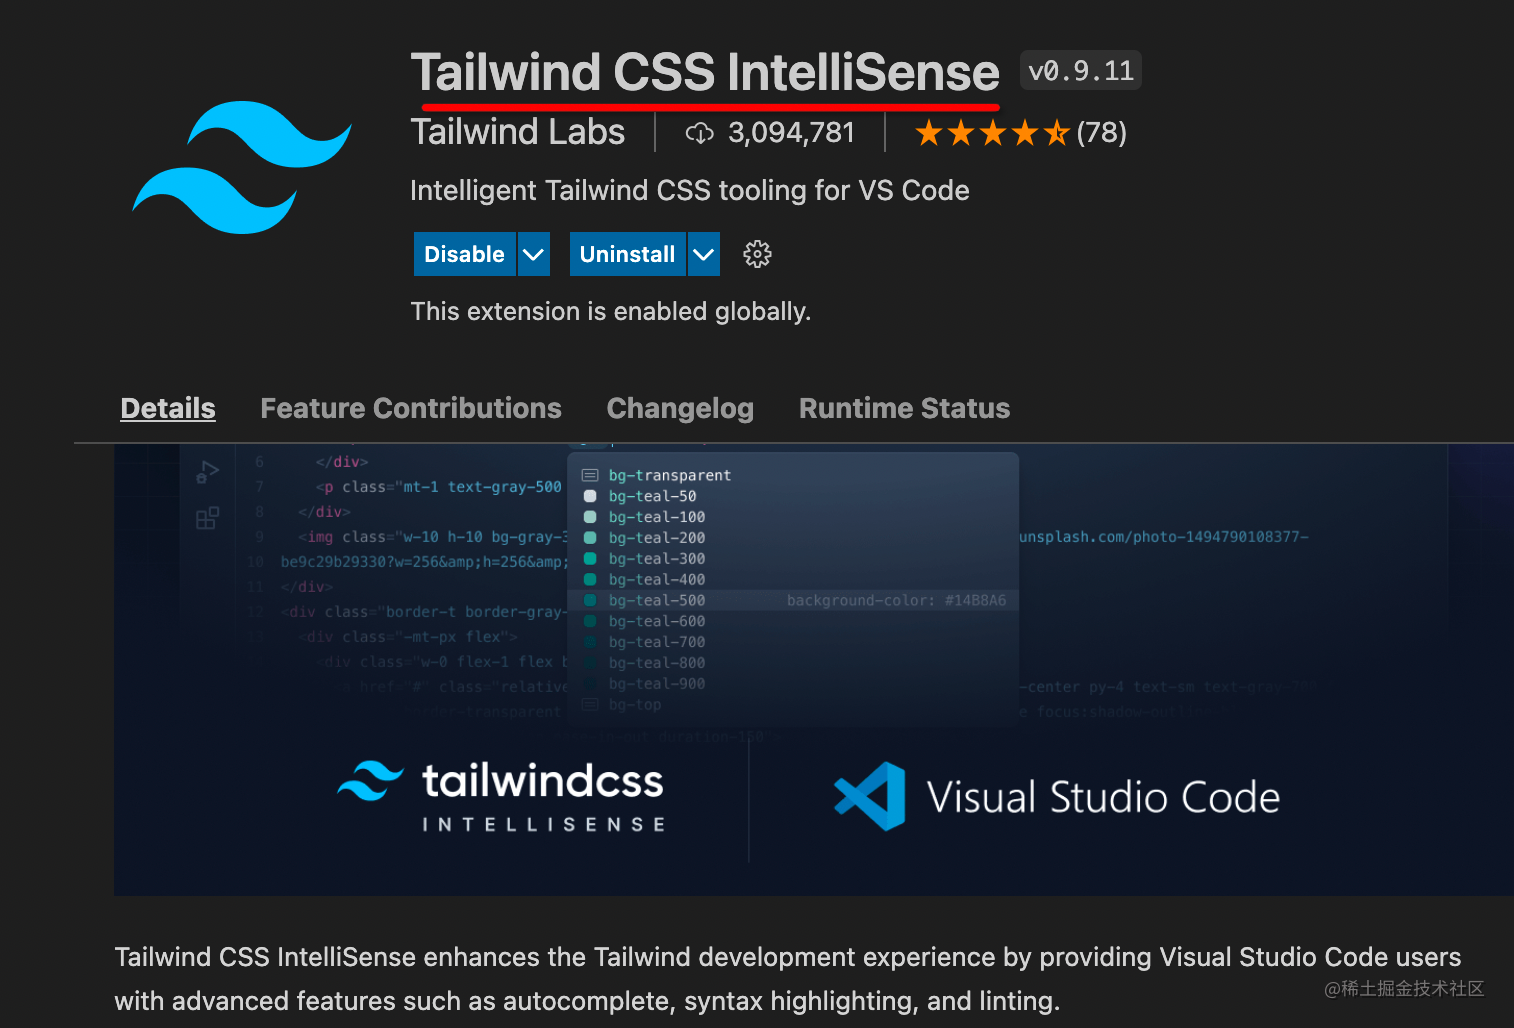 Tailwind CSS IntelliSense v0.9.11
Tailwind Labs 3,094,781 (78)
Intelligent Tailwind CSS tooling for VS Code
Disable Uninstall
This extension is enabled globally.
Details Feature Contributions Changelog Runtime Status
6 </div>
7 <p class="mt-1 text-gray-500
8 </div>
9 <img class="w-10 h-10 bg-gray-3
unsplash.com/photo-1494790108377-
10 be9c29b29330?w=256&amp;h=256&amp;
11 </div>
12 <div class="border-t border-gray-
13 <div class="-mt-px flex">
<div class="w-0 flex-1 flex b
href="#" class="relative
-center py-4 text-sm text-gray-700
der-transparent
e focus:shadow-outline
out duration-150">
bg-transparent
bg-teal-50
bg-teal-100
bg-teal-200
bg-teal-300
bg-teal-400
bg-teal-500 background-color: #14B8A6
bg-teal-600
bg-teal-700
bg-teal-800
bg-teal-900
bg-top
tailwindcss
INTELLISENSE
Visual Studio Code
Tailwind CSS IntelliSense enhances the Tailwind development experience by providing Visual Studio Code users
with advanced features such as autocomplete, syntax highlighting, and linting.
@稀土掘金技术社区